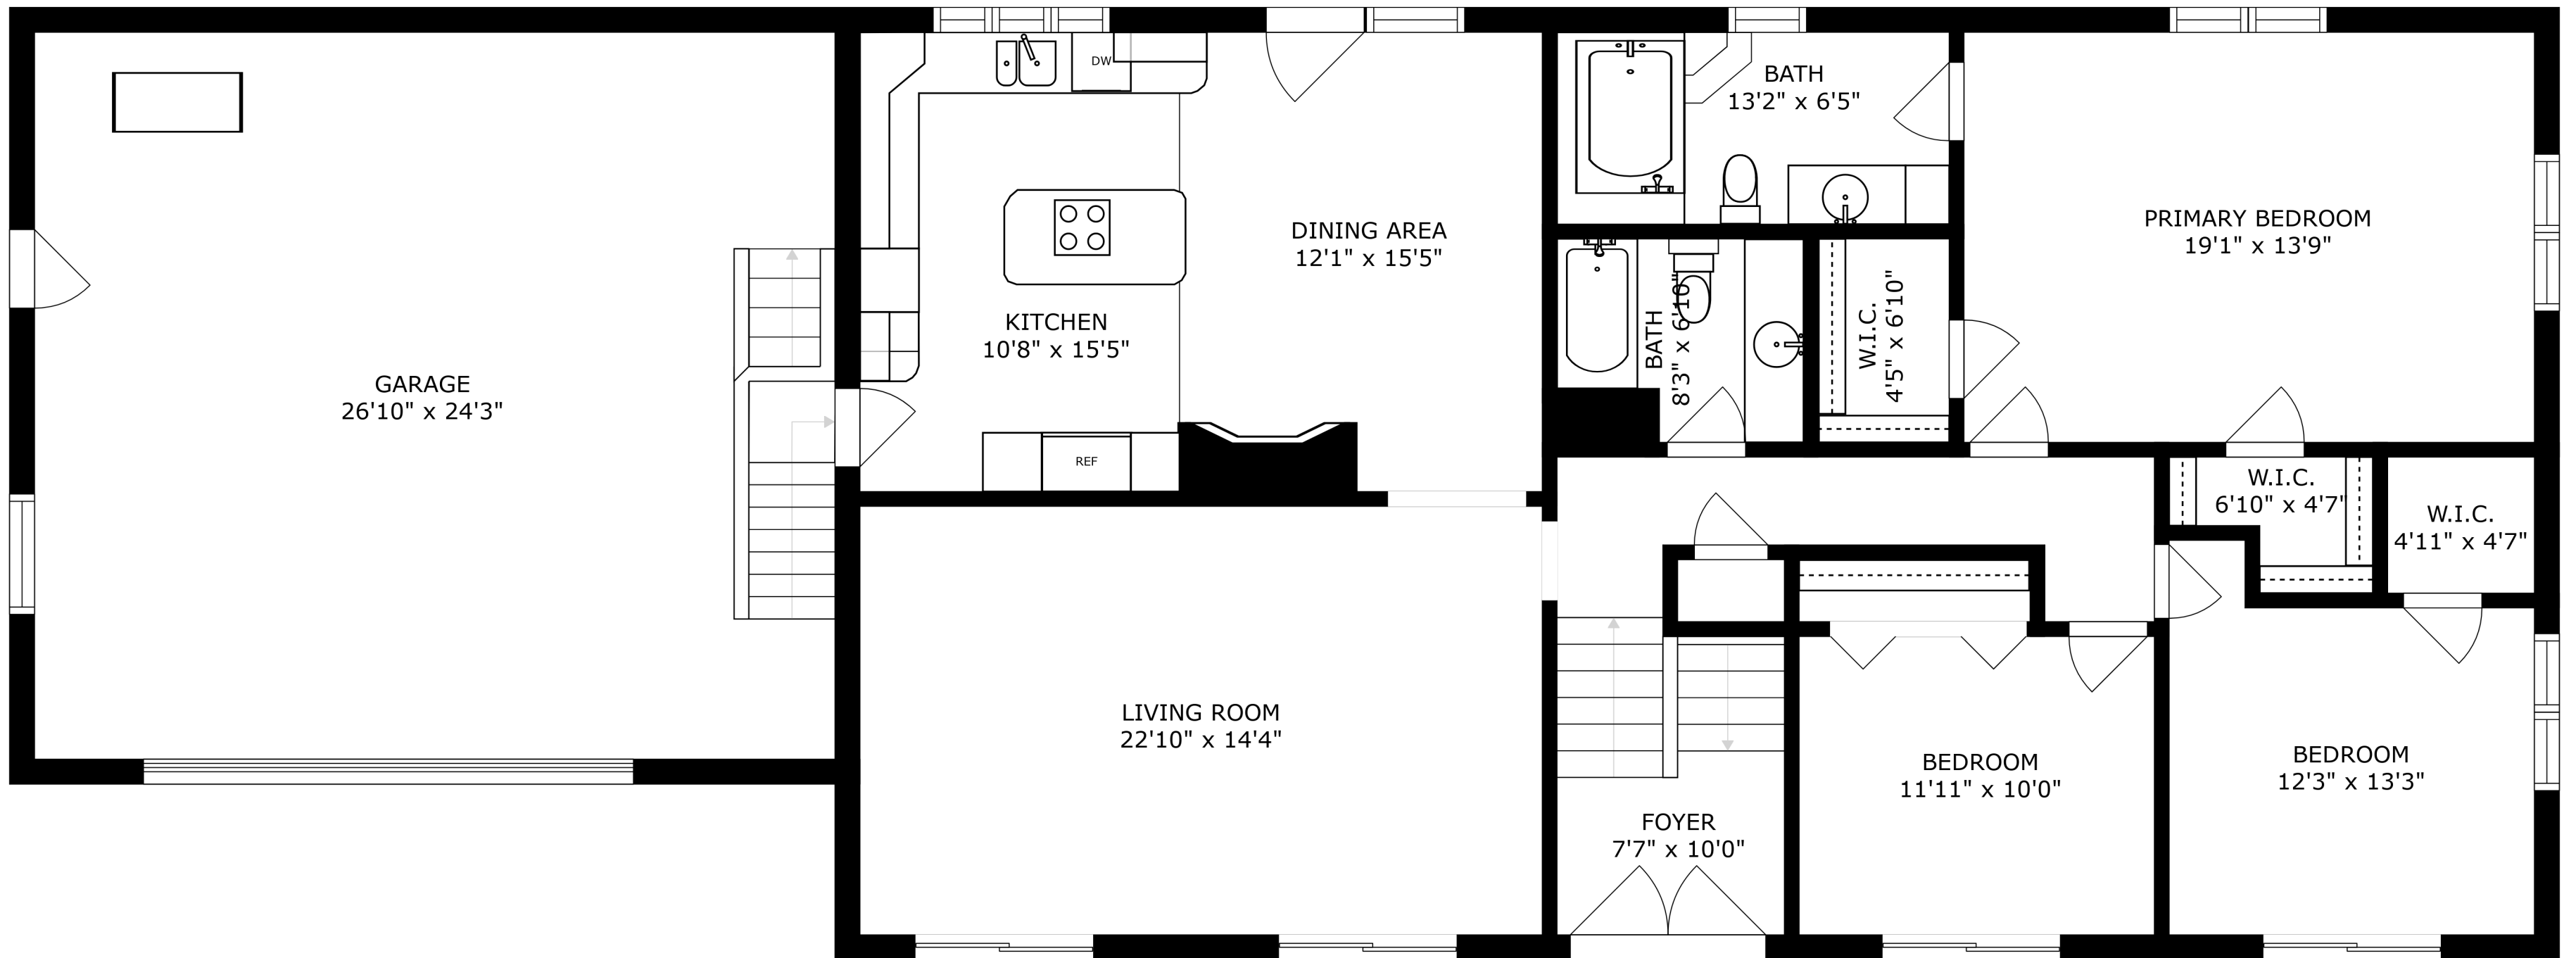 GARAGE
26'10" x 24'3"
DW
KITCHEN
10'8" x 15'5"
REF
DINING AREA
12'1" x 15'5"
LIVING ROOM
22'10" x 14'4"
BATH
13'2" x 6'5"
BATH
8'3" x 6'10"
W.I.C.
4'5" x 6'10"
PRIMARY BEDROOM
19'1" x 13'9"
W.I.C.
6'10" x 4'7"
W.I.C.
4'11" x 4'7"
FOYER
7'7" x 10'0"
BEDROOM
11'11" x 10'0"
BEDROOM
12'3" x 13'3"